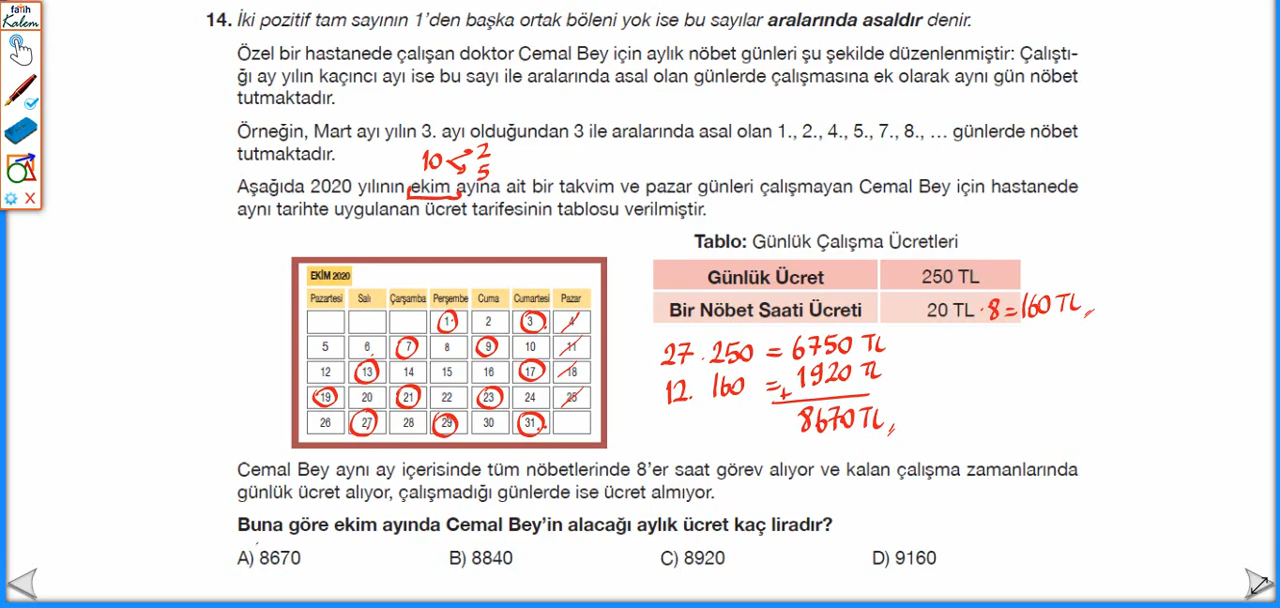 fatih
Kalem
14. İki pozitif tam sayının 1'den başka ortak böleni yok ise bu sayılar aralarında asaldır denir.
Özel bir hastanede çalışan doktor Cemal Bey için aylık nöbet günleri şu şekilde düzenlenmiştir: Çalıştı-
ğı ay yılın kaçıncı ayı ise bu sayı ile aralarında asal olan günlerde çalışmasına ek olarak aynı gün nöbet
tutmaktadır.
Örneğin, Mart ayı yılın 3. ayı olduğundan 3 ile aralarında asal olan 1., 2., 4., 5., 7., 8., ... günlerde nöbet
tutmaktadır.
10 2
5
Aşağıda 2020 yılının ekim ayına ait bir takvim ve pazar günleri çalışmayan Cemal Bey için hastanede
aynı tarihte uygulanan ücret tarifesinin tablosu verilmiştir.
Tablo: Günlük Çalışma Ücretleri
Günlük Ücret 250 TL
Bir Nöbet Saati Ücreti 20 TL . 8 = 160 TL
27 . 250 = 6750 TL
12 . 160 = + 1920 TL
8670 TL
EKİM 2020
Pazartesi Salı Çarşamba Perşembe Cuma Cumartesi Pazar
1 2 3 4
5 6 7 8 9 10 11
12 13 14 15 16 17 18
19 20 21 22 23 24 25
26 27 28 29 30 31
Cemal Bey aynı ay içerisinde tüm nöbetlerinde 8'er saat görev alıyor ve kalan çalışma zamanlarında
günlük ücret alıyor, çalışmadığı günlerde ise ücret almıyor.
Buna göre ekim ayında Cemal Bey'in alacağı aylık ücret kaç liradır?
A) 8670 B) 8840 C) 8920 D) 9160